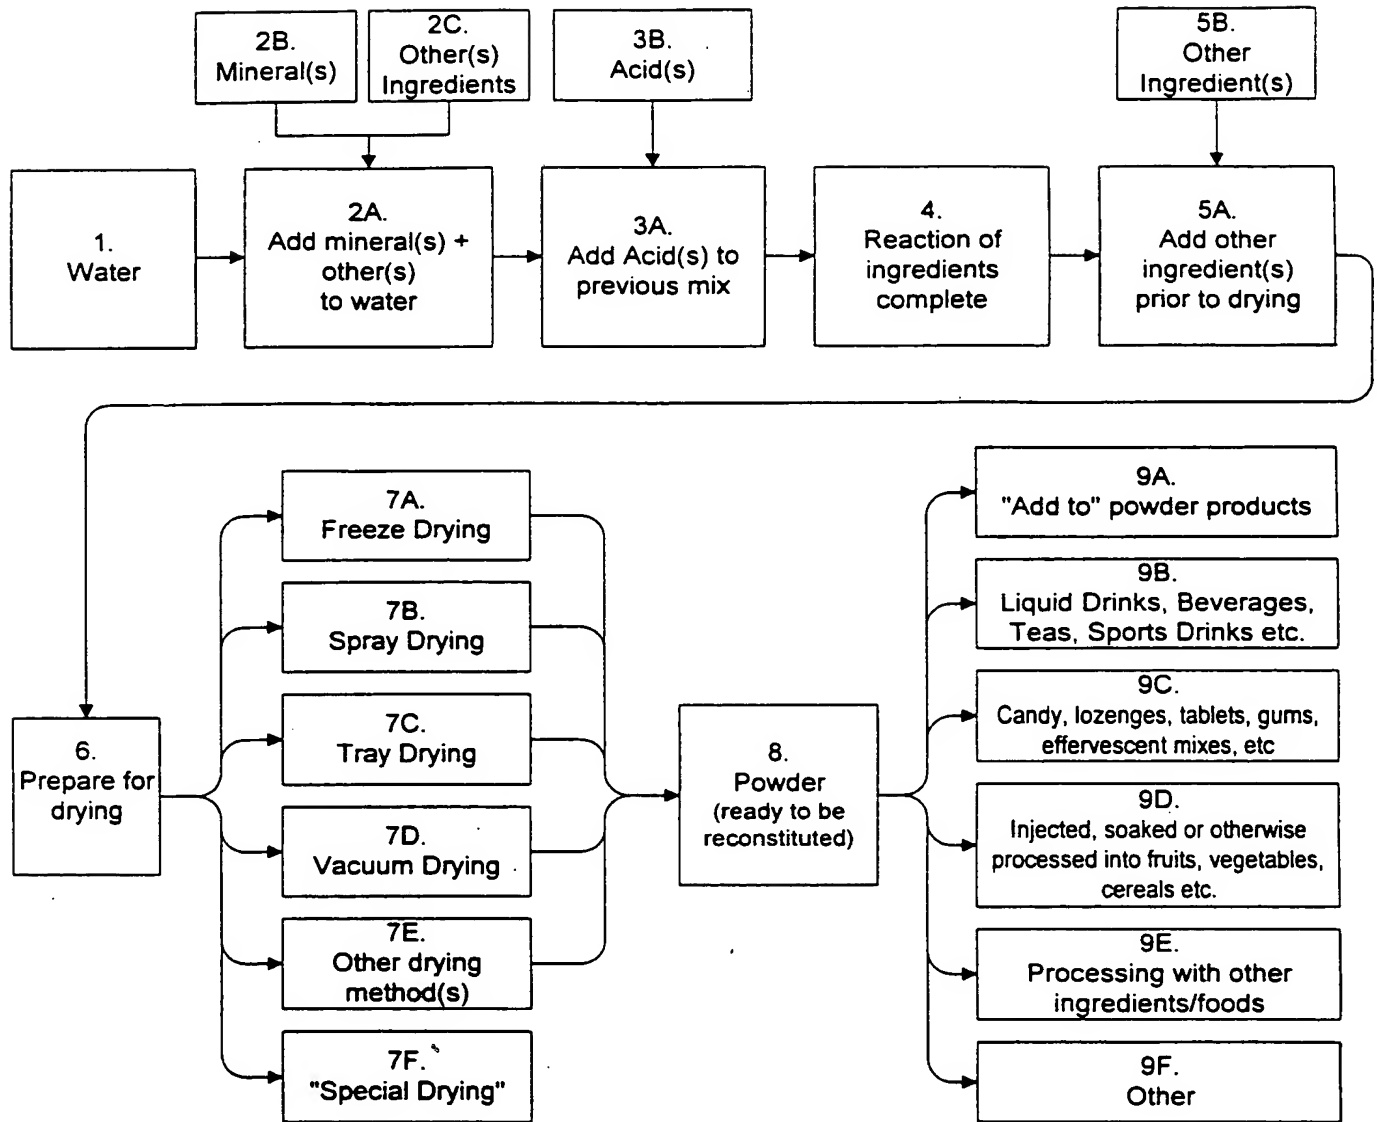 2B.
Mineral(s)
2C.
Other(s)
Ingredients
3B.
Acid(s)
5B.
Other
Ingredient(s)
1.
Water
2A.
Add mineral(s) +
other(s)
to water
3A.
Add Acid(s) to
previous mix
4.
Reaction of
ingredients
complete
5A.
Add other
ingredient(s)
prior to drying
6.
Prepare for
drying
7A.
Freeze Drying
7B.
Spray Drying
7C.
Tray Drying
7D.
Vacuum Drying
7E.
Other drying
method(s)
7F.
"Special Drying"
8.
Powder
(ready to be
reconstituted)
9A.
"Add to" powder products
9B.
Liquid Drinks, Beverages,
Teas, Sports Drinks etc.
9C.
Candy, lozenges, tablets, gums,
effervescent mixes, etc
9D.
Injected, soaked or otherwise
processed into fruits, vegetables,
cereals etc.
9E.
Processing with other
ingredients/foods
9F.
Other